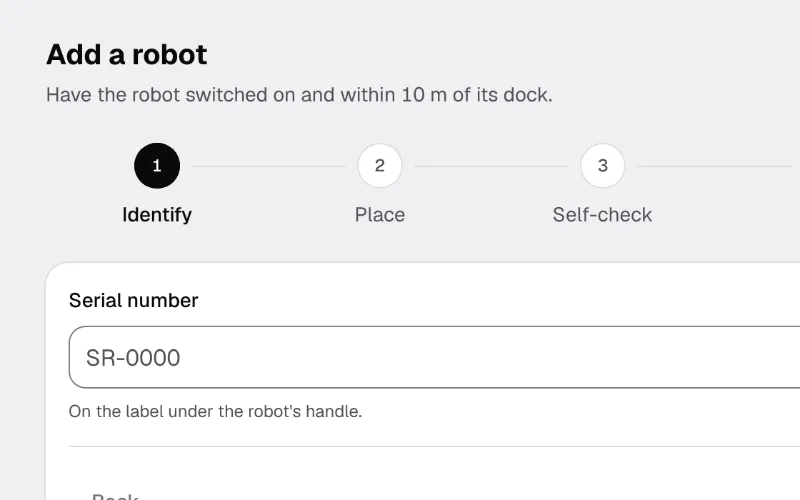 Add a robot
Have the robot switched on and within 10 m of its dock.
1 2 3
Identify Place Self-check
Serial number
SR-0000
On the label under the robot's handle.
Back